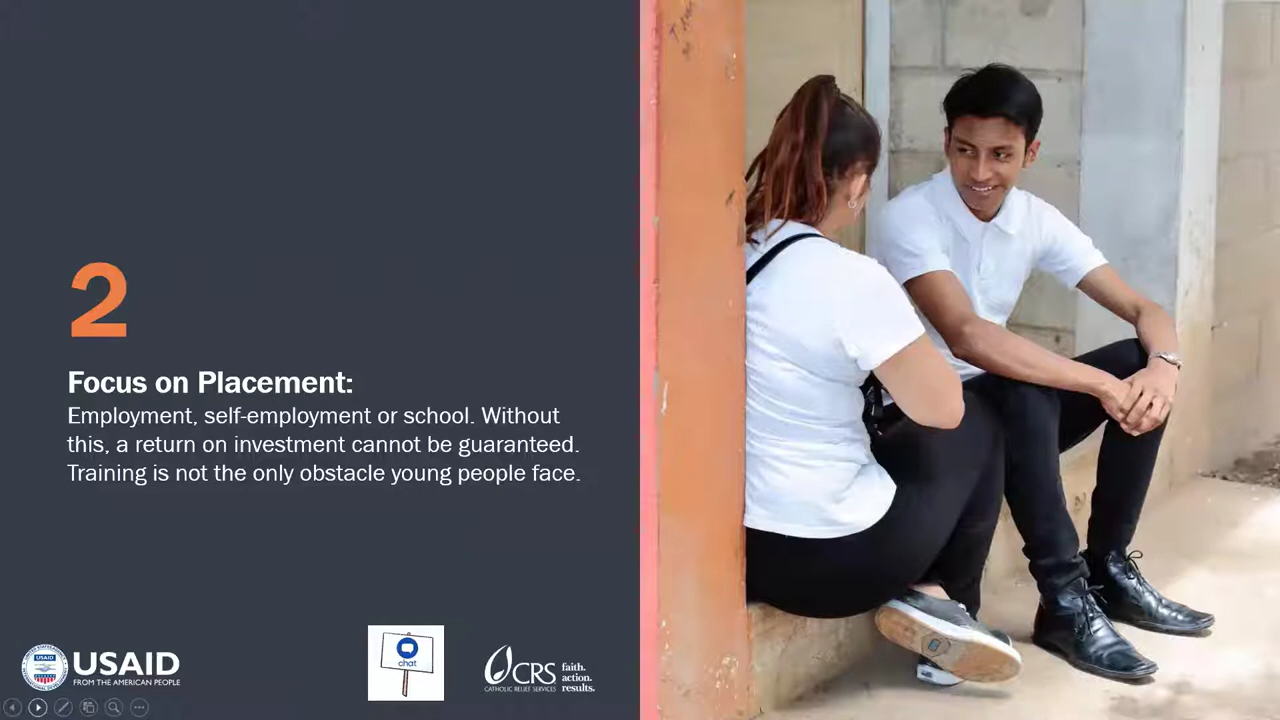 2
Focus on Placement:
Employment, self-employment or school. Without
this, a return on investment cannot be guaranteed.
Training is not the only obstacle young people face.
USAID
USAID
FROM THE AMERICAN PEOPLE
chat
CRS
CATHOLIC RELIEF SERVICES
faith.
action.
results.